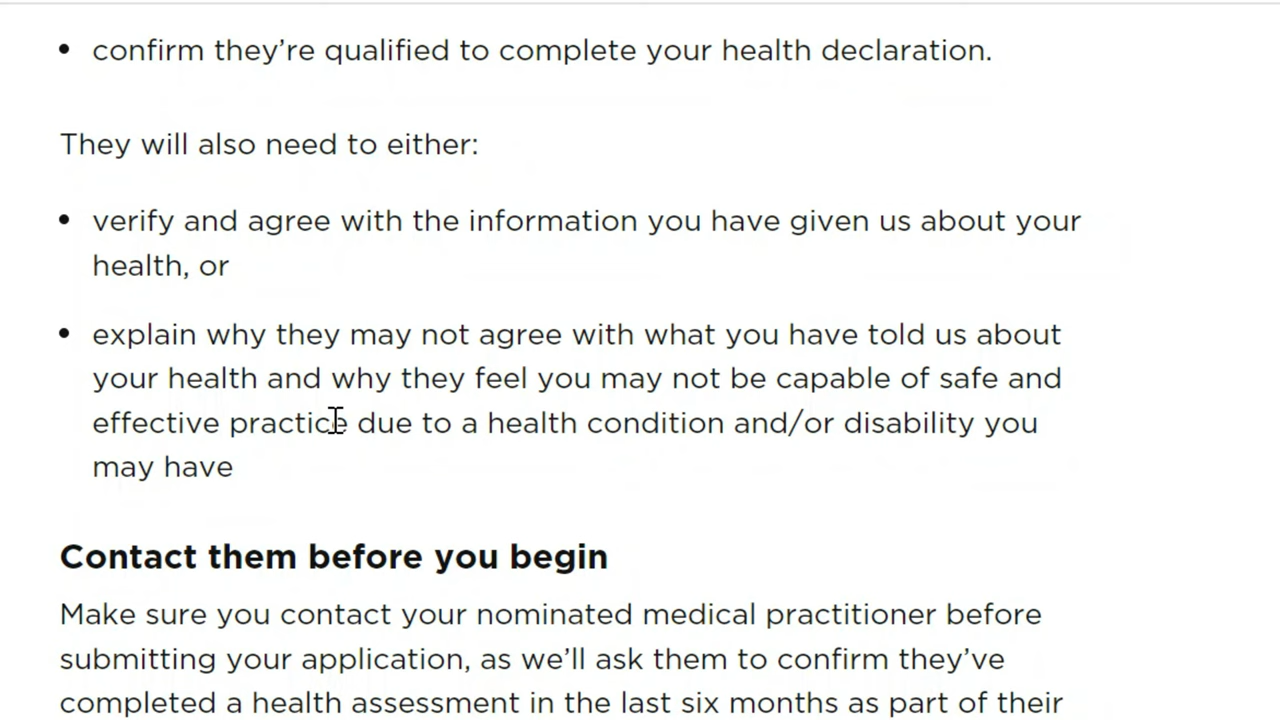 • confirm they’re qualified to complete your health declaration.
They will also need to either:
• verify and agree with the information you have given us about your
health, or
• explain why they may not agree with what you have told us about
your health and why they feel you may not be capable of safe and
effective practice due to a health condition and/or disability you
may have
Contact them before you begin
Make sure you contact your nominated medical practitioner before
submitting your application, as we’ll ask them to confirm they’ve
completed a health assessment in the last six months as part of their